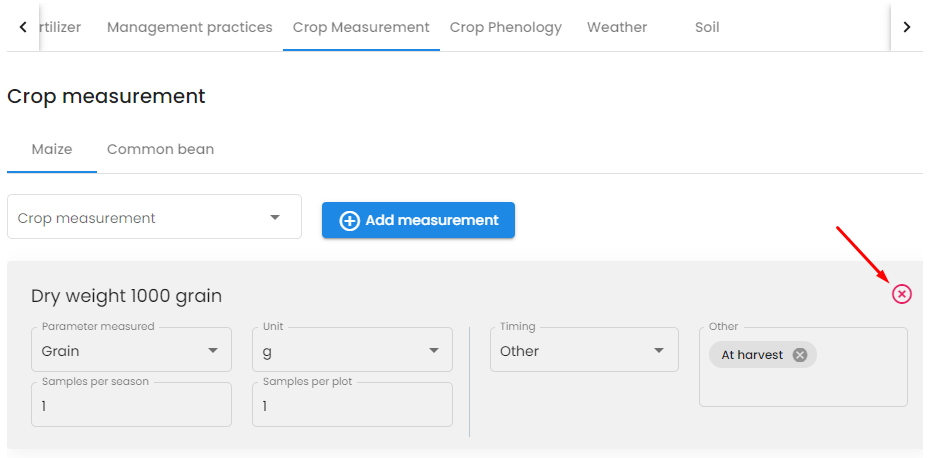 rtilizer Management practices Crop Measurement Crop Phenology Weather Soil
Crop measurement
Maize Common bean
Crop measurement Add measurement
Dry weight 1000 grain
Parameter measured Unit Timing Other
Grain g Other At harvest
Samples per season Samples per plot
1 1